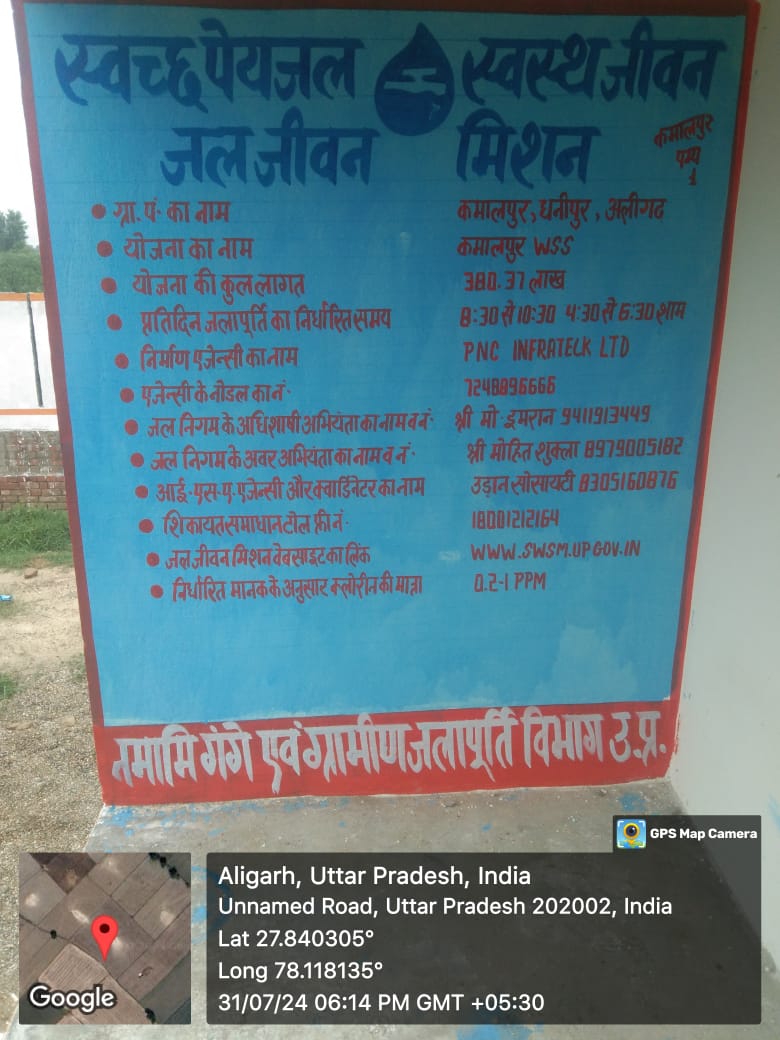 स्वच्छ पेयजल स्वस्थ जीवन
जल जीवन मिशन
कमालपुर
पम्प
1
ग्रा. पं. का नाम कमालपुर, धनीपुर, अलीगढ
योजना का नाम कमालपुर WSS
योजना की कुल लागत 380.37 लाख
प्रतिदिन जलापूर्ति का निर्धारित समय 8:30 से 10:30 4:30 से 6:30 शाम
निर्माण एजेन्सी का नाम PNC INFRATECK LTD
एजेन्सी के नोडल का नं. 7248096666
जल निगम के अधिशाषी अभियंता का नाम व नं. श्री मो. इमरान 9411913449
जल निगम के अवर अभियंता का नाम व नं. श्री मोहित शुक्ला 8979005182
आई. एस. ए. एजेन्सी और क्वार्डिनेटर का नाम उड़ान सोसायटी 8305160876
शिकायत समाधान टोल फ्री नं. 18001212164
जल जीवन मिशन वेबसाइट का लिंक WWW.SWSM.UP.GOV.IN
निर्धारित मानक के अनुसार क्लोरीन की मात्रा 0.2-1 PPM
नमामि गंगे एवं ग्रामीण जलापूर्ति विभाग उ.प्र.
GPS Map Camera
Aligarh, Uttar Pradesh, India
Unnamed Road, Uttar Pradesh 202002, India
Lat 27.840305°
Long 78.118135°
31/07/24 06:14 PM GMT +05:30
Google